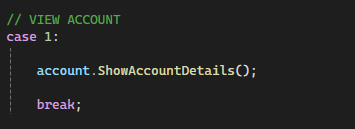 // VIEW ACCOUNT
case 1:
account.ShowAccountDetails();
break;